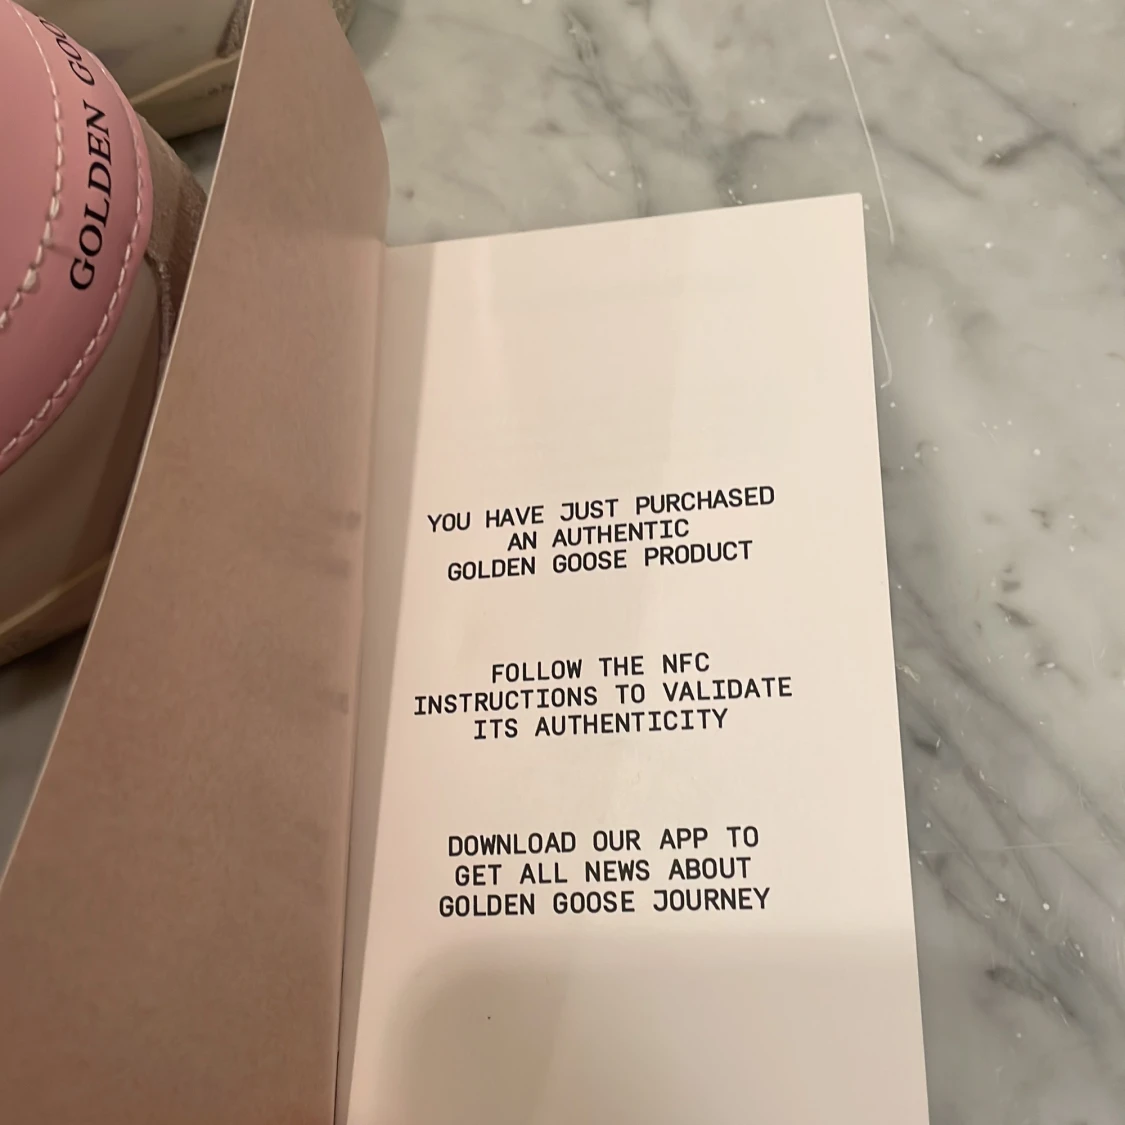 GOLDEN GOO
YOU HAVE JUST PURCHASED
AN AUTHENTIC
GOLDEN GOOSE PRODUCT
FOLLOW THE NFC
INSTRUCTIONS TO VALIDATE
ITS AUTHENTICITY
DOWNLOAD OUR APP TO
GET ALL NEWS ABOUT
GOLDEN GOOSE JOURNEY